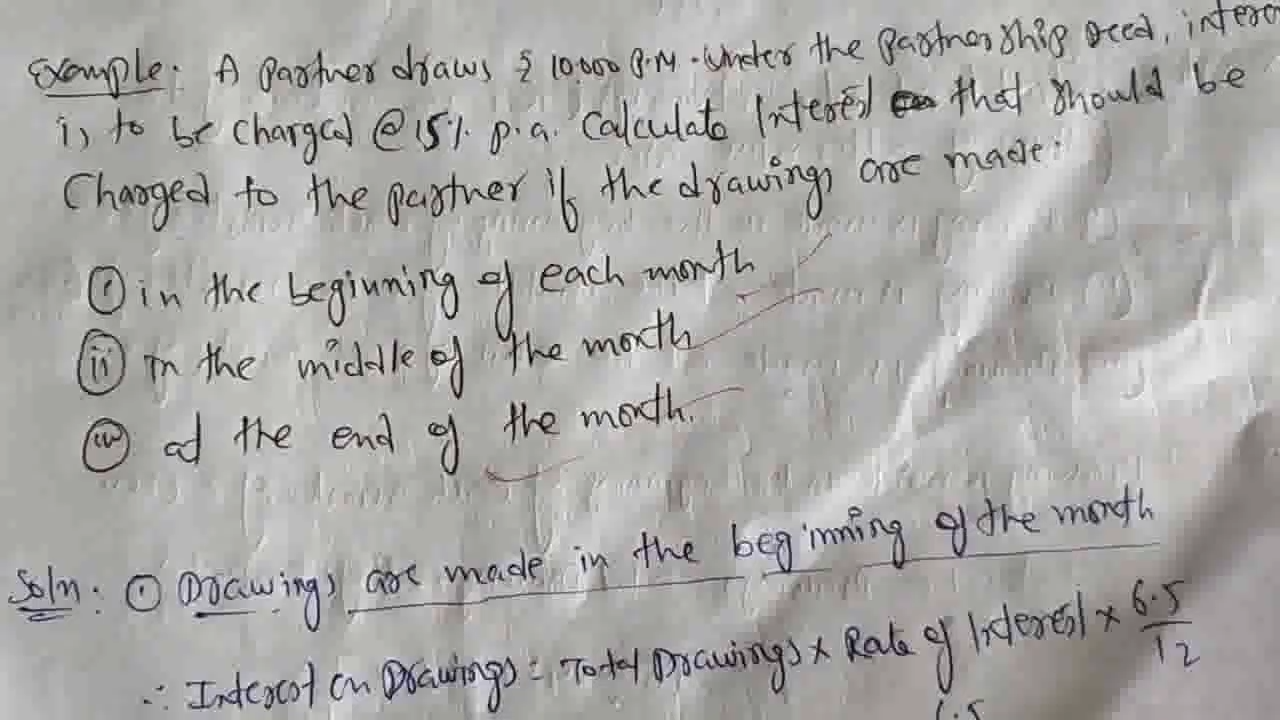 Example: A partner draws ₹ 10,000 P.M. Under the partnership deed,
is to be charged @ 15% p.a. Calculate Interest that should be
Charged to the partner if the drawings are made:
(i) in the beginning of each month
(ii) in the middle of the month
(iii) at the end of the month.
Soln: (i) Drawings are made in the beginning of the month
∴ Interest on Drawings = Total Drawings × Rate of Interest × 6.5/12
6.5